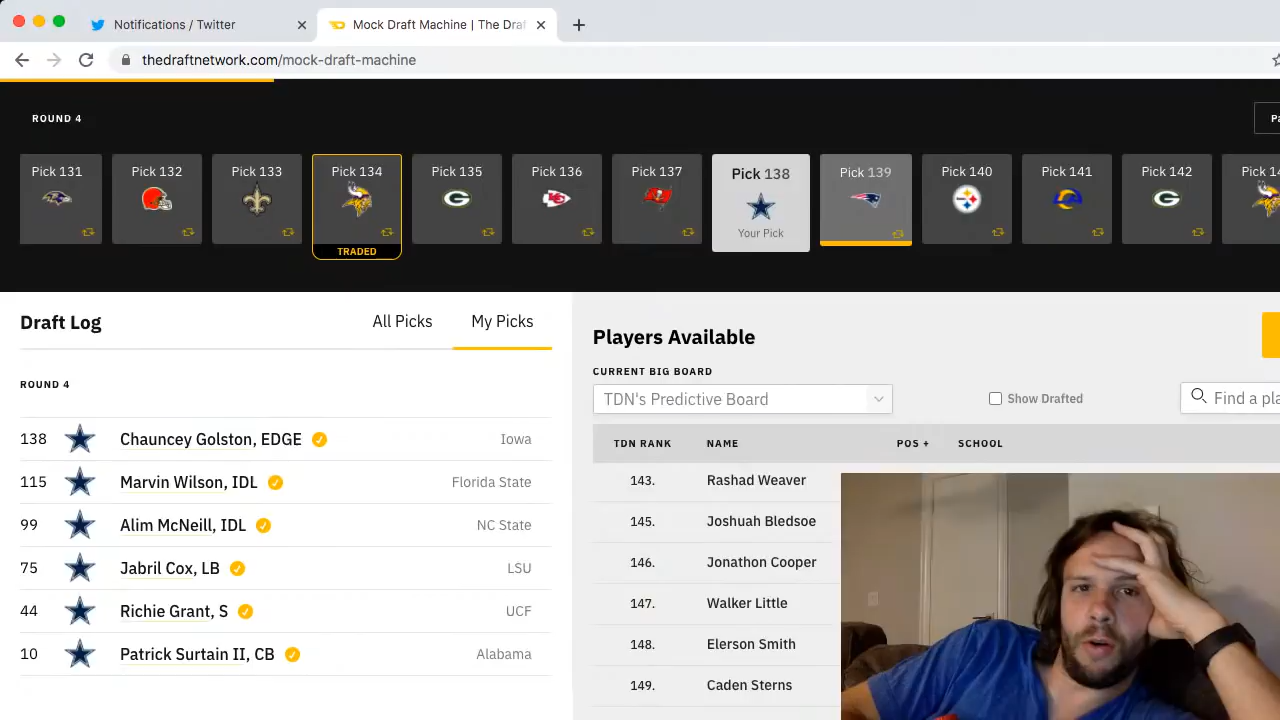 Notifications / Twitter
Mock Draft Machine | The Draf
thedraftnetwork.com/mock-draft-machine
ROUND 4
Pick 131
Pick 132
Pick 133
Pick 134
Pick 135
Pick 136
Pick 137
Pick 138
Pick 139
Pick 140
Pick 141
Pick 142
Your Pick
TRADED
Draft Log
All Picks
My Picks
ROUND 4
138 Chauncey Golston, EDGE Iowa
115 Marvin Wilson, IDL Florida State
99 Alim McNeill, IDL NC State
75 Jabril Cox, LB LSU
44 Richie Grant, S UCF
10 Patrick Surtain II, CB Alabama
Players Available
CURRENT BIG BOARD
TDN's Predictive Board
Show Drafted
Find a pla
TDN RANK NAME POS + SCHOOL
143. Rashad Weaver
145. Joshuah Bledsoe
146. Jonathon Cooper
147. Walker Little
148. Elerson Smith
149. Caden Sterns